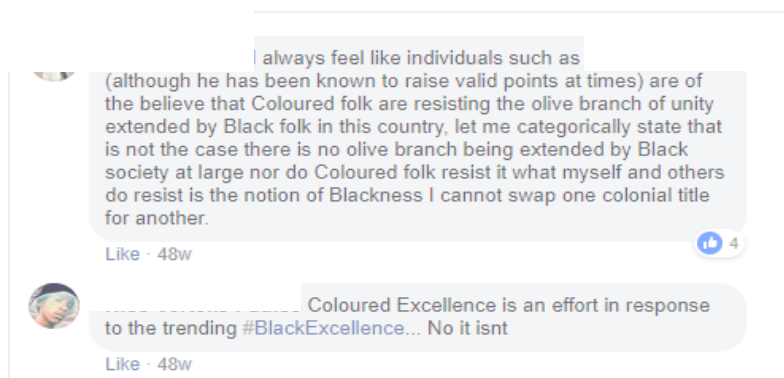 always feel like individuals such as
(although he has been known to raise valid points at times) are of
the believe that Coloured folk are resisting the olive branch of unity
extended by Black folk in this country, let me categorically state that
is not the case there is no olive branch being extended by Black
society at large nor do Coloured folk resist it what myself and others
do resist is the notion of Blackness I cannot swap one colonial title
for another.
4
Like · 48w
Coloured Excellence is an effort in response
to the trending #BlackExcellence... No it isnt
Like · 48w